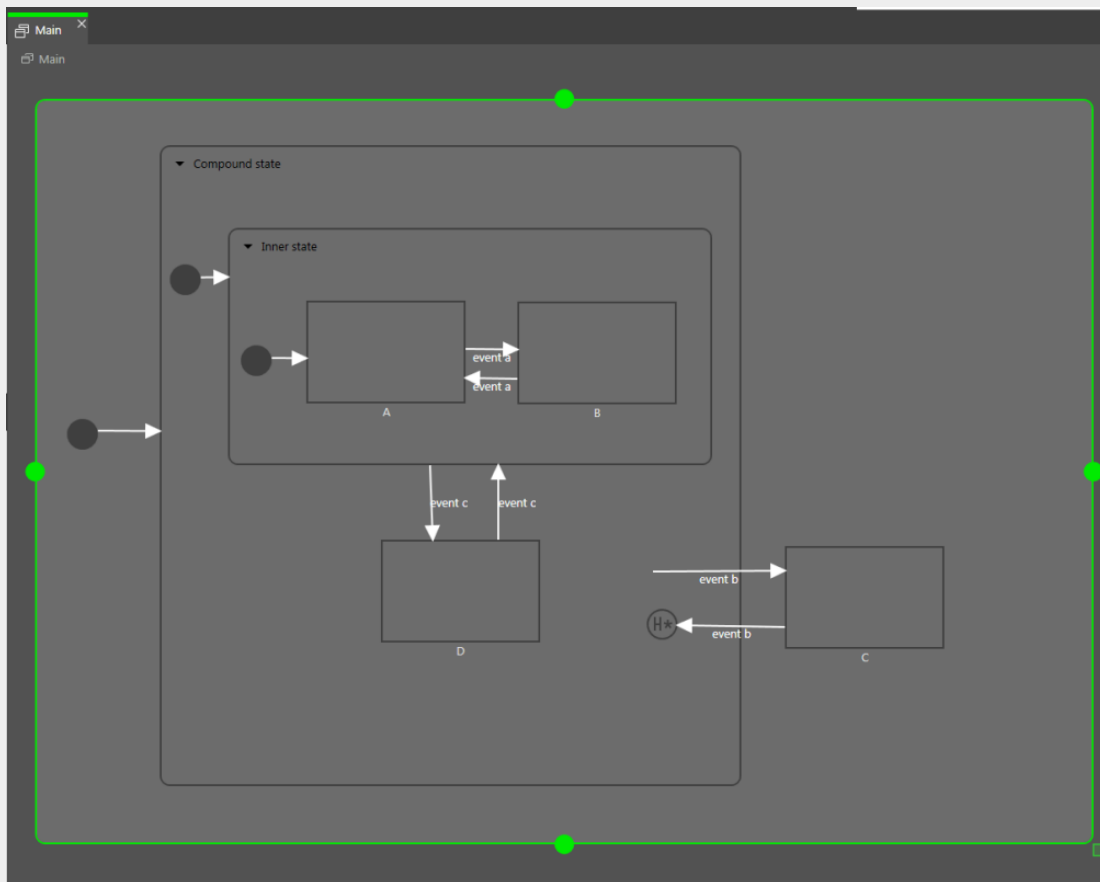 Main
Main
Compound state
Inner state
event a
event a
A
B
event c
event c
event b
H*
event b
D
C